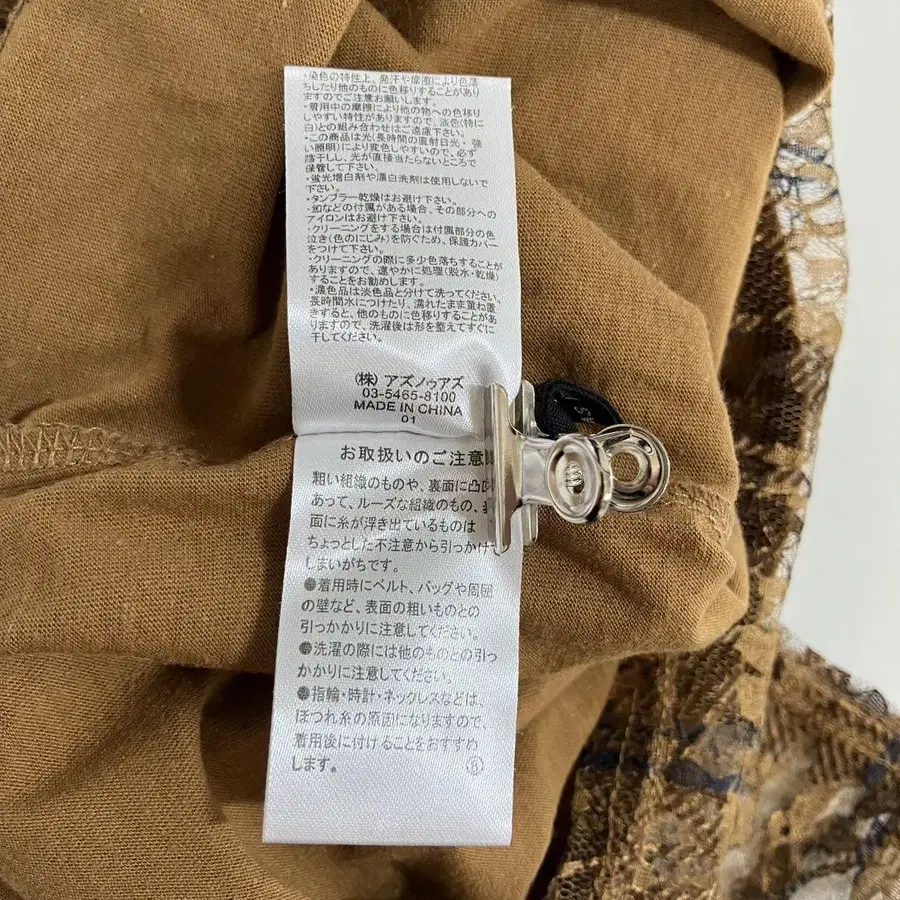 ・染色の特性上、発汗や摩擦により色落
ちしたり他のものに色移りすることがあり
ますのでご注意お願いします。
・着用中の摩擦により他の物への色移り
しやすい特性がありますので、淡色(特に
白)との組み合わせはご遠慮下さい。
・この商品は光(長時間の直射日光・強
い照明)により変色しやすいので、必ず
陰干しし、光が直接当たらないところで
保管して下さい。
・蛍光増白剤や漂白洗剤は使用しないで
下さい。
・タンブラー乾燥はお避け下さい。
・釦などの付属がある場合、その部分への
アイロンはお避け下さい。
・クリーニングをする場合は付属部分の色
泣き(色のにじみ)を防ぐため、保護カバー
をつけて下さい。
・クリーニングの際に多少色落ちすることが
ありますので、速やかに処理(脱水・乾燥)
することをお勧めします。
・濃色品は淡色品と分けて洗ってください。
長時間水につけたり、濡れたまま重ね置
きすると、他のものに色移りすることがあ
りますので、洗濯後は形を整えてすぐに
干してください。
(株) アズノゥアズ
03-5465-8100
MADE IN CHINA
01
S
お取扱いのご注意
粗い組織のものや、裏面に凸凹
あって、ルーズな組織のもの、表
面に糸が浮き出ているものは
ちょっとした不注意から引っかけて
しまいがちです。
●着用時にベルト、バッグや周囲
の壁など、表面の粗いものとの
引っかかりに注意してください。
●洗濯の際には他のものとの引っ
かかりに注意してください。
●指輪・時計・ネックレスなどは、
ほつれ糸の原因になりますので、
着用後に付けることをおすすめ
します。
Ⓡ